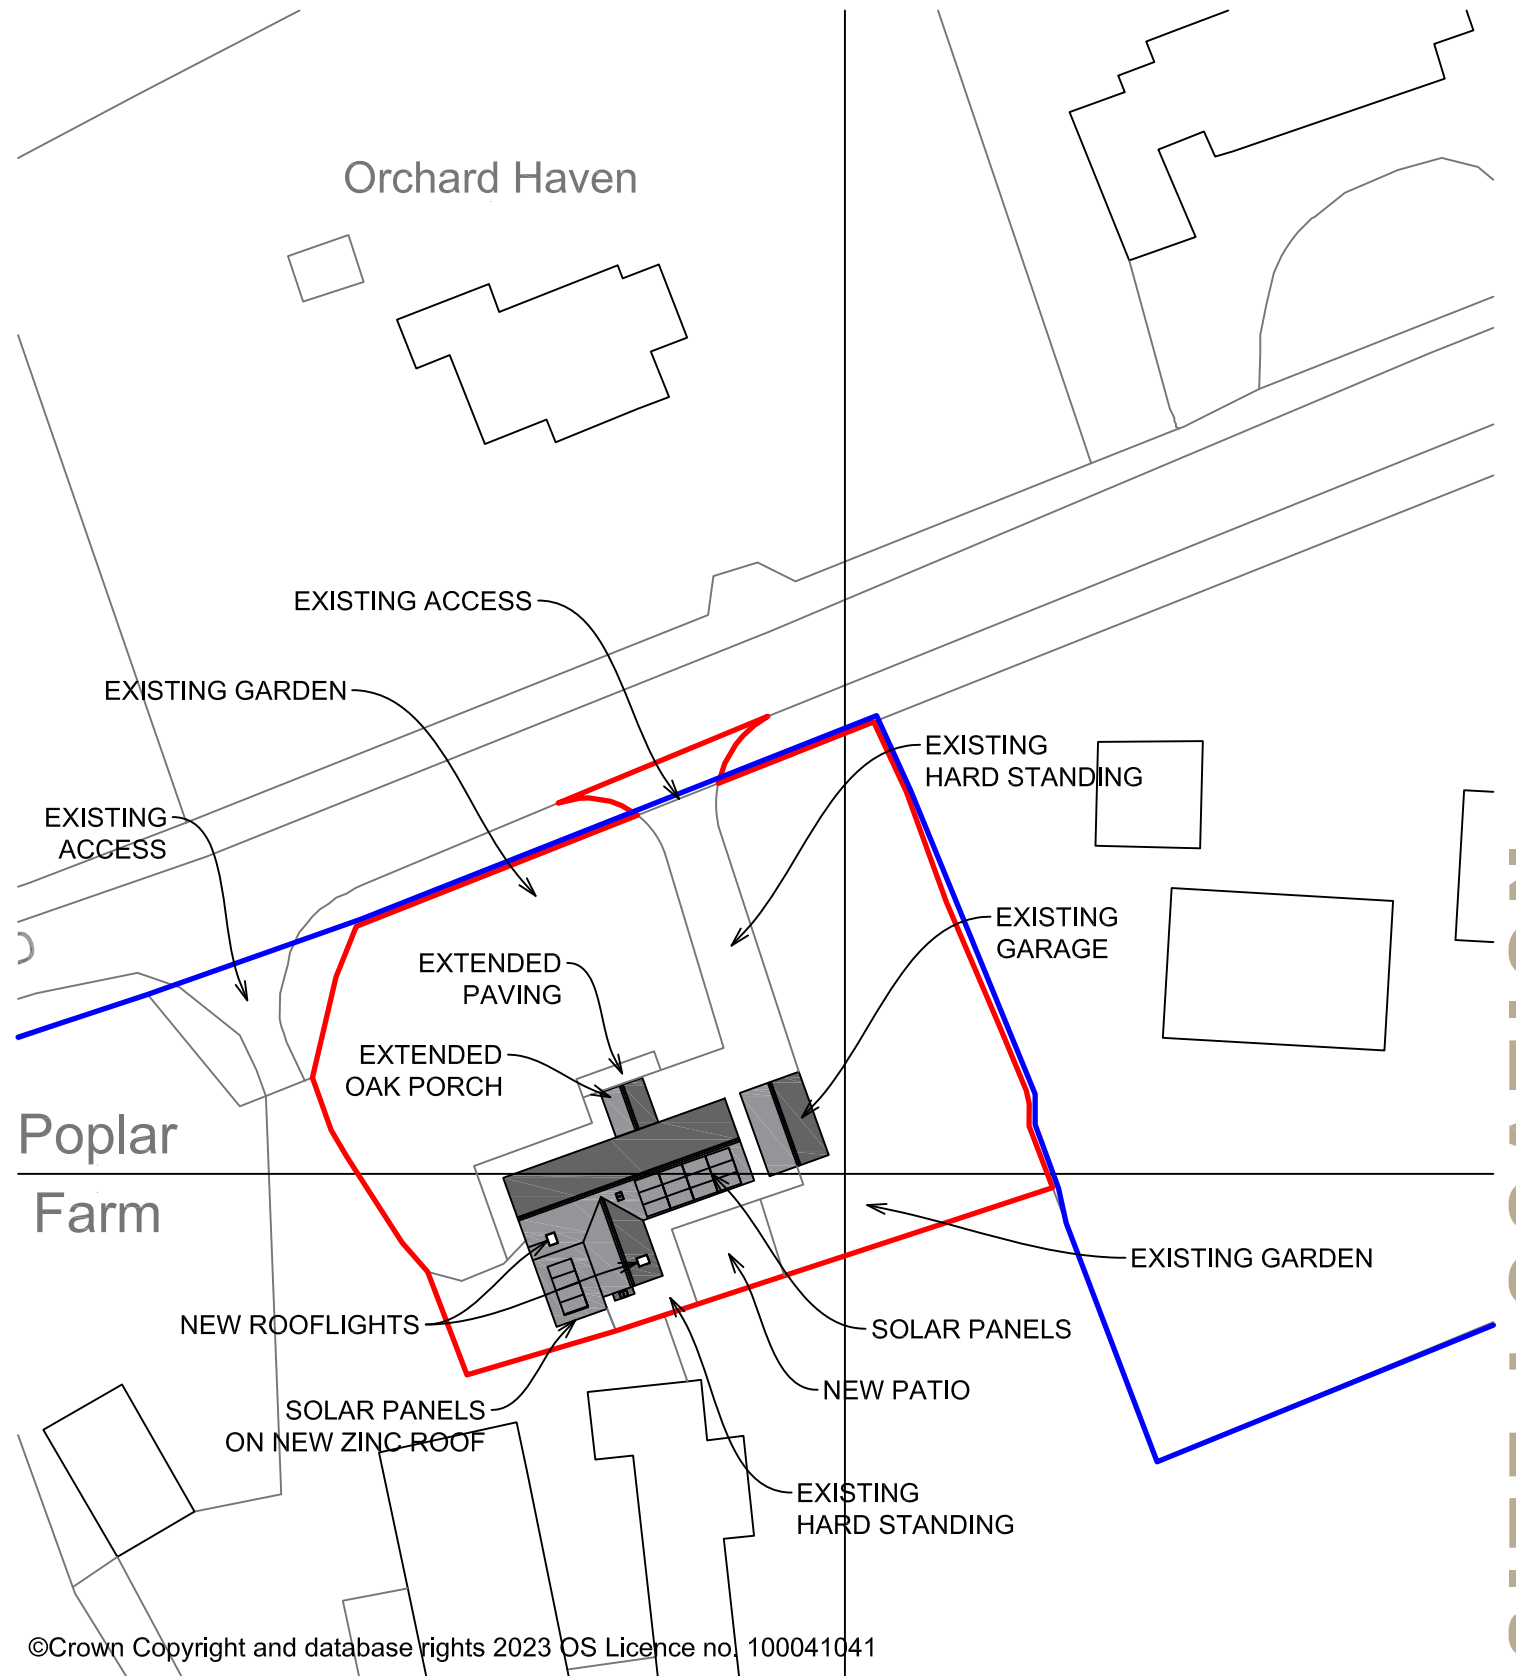 Orchard Haven
EXISTING ACCESS
EXISTING GARDEN
EXISTING
HARD STANDING
EXISTING
ACCESS
EXISTING
GARAGE
EXTENDED
PAVING
EXTENDED
OAK PORCH
Poplar
Farm
EXISTING GARDEN
NEW ROOFLIGHTS
SOLAR PANELS
NEW PATIO
SOLAR PANELS
ON NEW ZINC ROOF
EXISTING
HARD STANDING
©Crown Copyright and database rights 2023 OS Licence no. 100041041